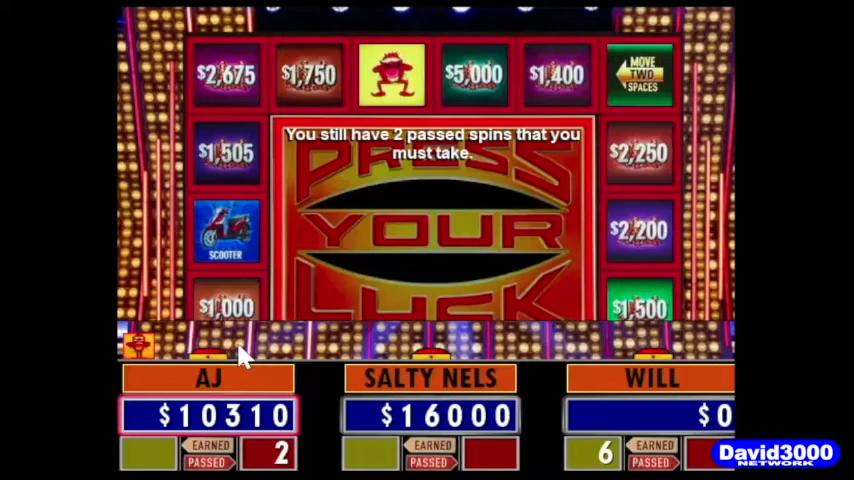 $2,675
$1,750
$5,000
$1,400
MOVE
TWO
SPACES
You still have 2 passed spins that you
must take.
$1,505
$2,250
PRESS
YOUR
LUCK
SCOOTER
$2,200
$1,000
$1,500
AJ
SALTY NELS
WILL
$10310
$16000
$0
EARNED
PASSED
2
EARNED
PASSED
6
EARNED
PASSED
David3000
NETWORK